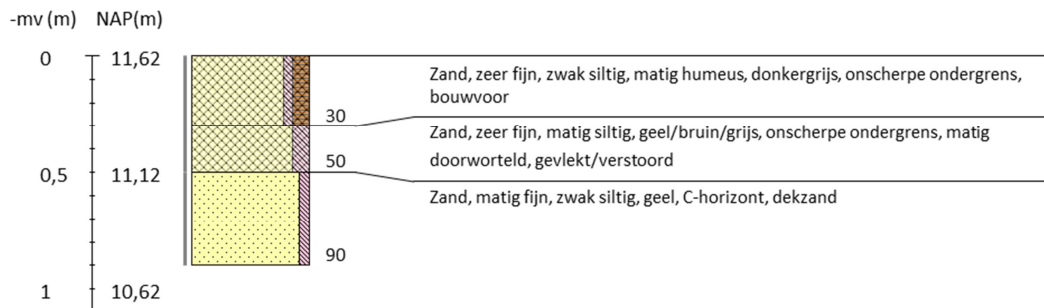 -mv (m) NAP(m)
0 11,62
Zand, zeer fijn, zwak siltig, matig humeus, donkergrijs, onscherpe ondergrens,
bouwvoor
30
Zand, zeer fijn, matig siltig, geel/bruin/grijs, onscherpe ondergrens, matig
doorworteld, gevlekt/verstoord
50
0,5 11,12
Zand, matig fijn, zwak siltig, geel, C-horizont, dekzand
90
1 10,62